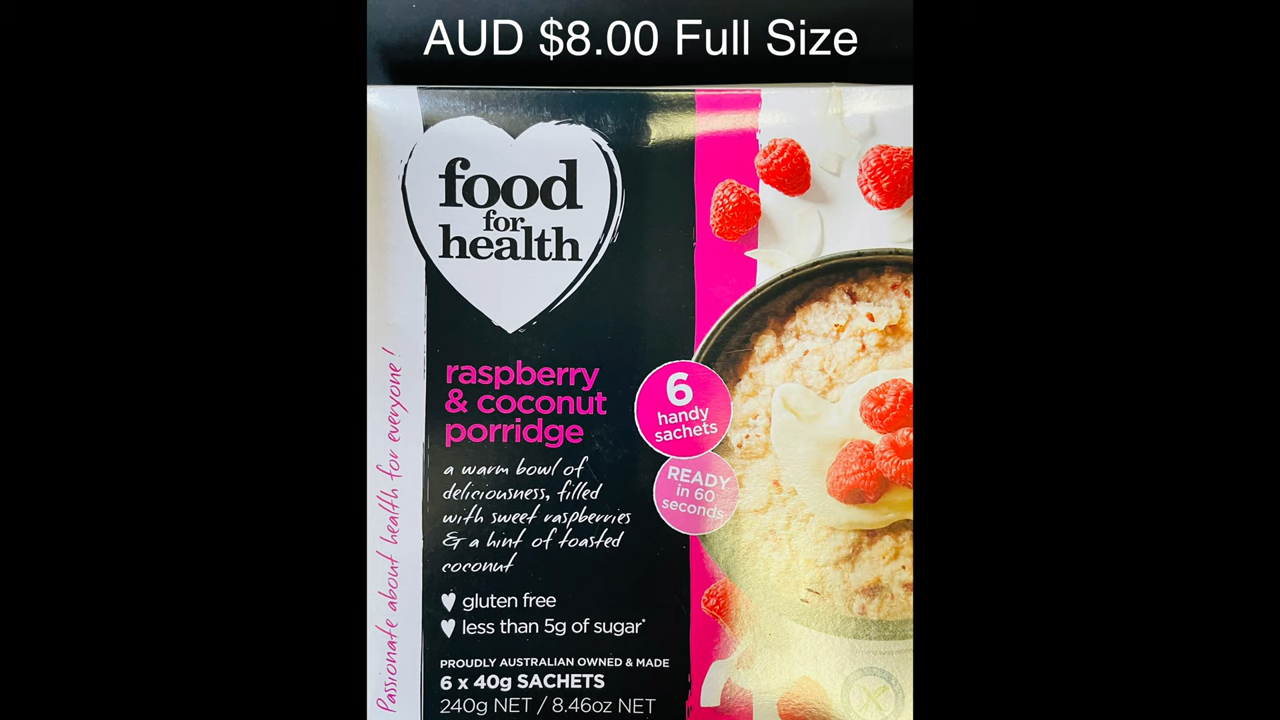 AUD $8.00 Full Size
food
for
health
raspberry
& coconut
porridge
6
handy
sachets
READY
in 60
seconds
a warm bowl of
deliciousness, filled
with sweet raspberries
& a hint of toasted
coconut
gluten free
less than 5g of sugar*
PROUDLY AUSTRALIAN OWNED & MADE
6 x 40g SACHETS
240g NET / 8.46oz NET
Passionate about health for everyone!